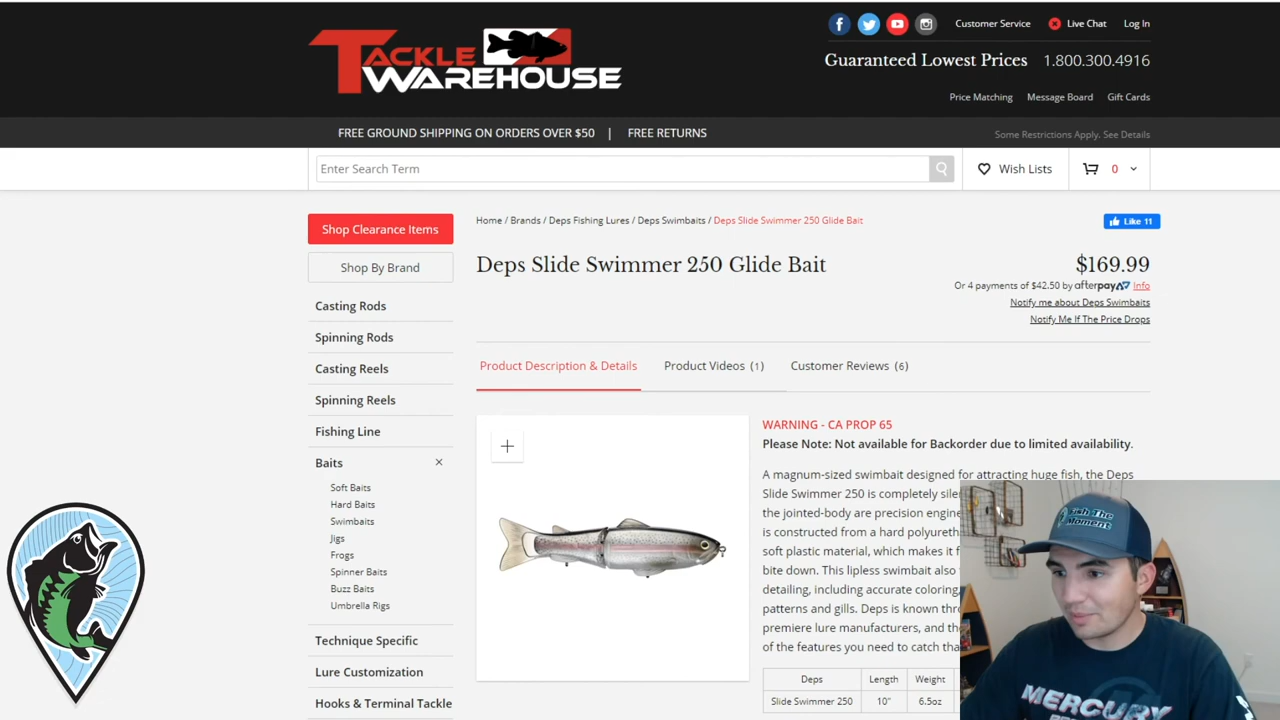 Customer Service
Live Chat
Log In
TACKLE
WAREHOUSE
Guaranteed Lowest Prices 1.800.300.4916
Price Matching
Message Board
Gift Cards
FREE GROUND SHIPPING ON ORDERS OVER $50 | FREE RETURNS
Some Restrictions Apply. See Details
Enter Search Term
Wish Lists
0
Shop Clearance Items
Shop By Brand
Casting Rods
Spinning Rods
Casting Reels
Spinning Reels
Fishing Line
Baits
Soft Baits
Hard Baits
Swimbaits
Jigs
Frogs
Spinner Baits
Buzz Baits
Umbrella Rigs
Technique Specific
Lure Customization
Hooks & Terminal Tackle
Home / Brands / Deps Fishing Lures / Deps Swimbaits / Deps Slide Swimmer 250 Glide Bait
Like 11
Deps Slide Swimmer 250 Glide Bait
$169.99
Or 4 payments of $42.50 by afterpay Info
Notify me about Deps Swimbaits
Notify Me If The Price Drops
Product Description & Details
Product Videos (1)
Customer Reviews (6)
WARNING - CA PROP 65
Please Note: Not available for Backorder due to limited availability.
A magnum-sized swimbait designed for attracting huge fish, the Deps
Slide Swimmer 250 is completely
the jointed-body are precision
is constructed from a hard
soft plastic material, which makes it
bite down. This lipless swimbait also
detailing, including accurate coloring,
patterns and gills. Deps is known
premiere lure manufacturers, and
of the features you need to catch
Deps Length Weight
Slide Swimmer 250 10" 6.5oz
Fish The
Moment
MERCURY